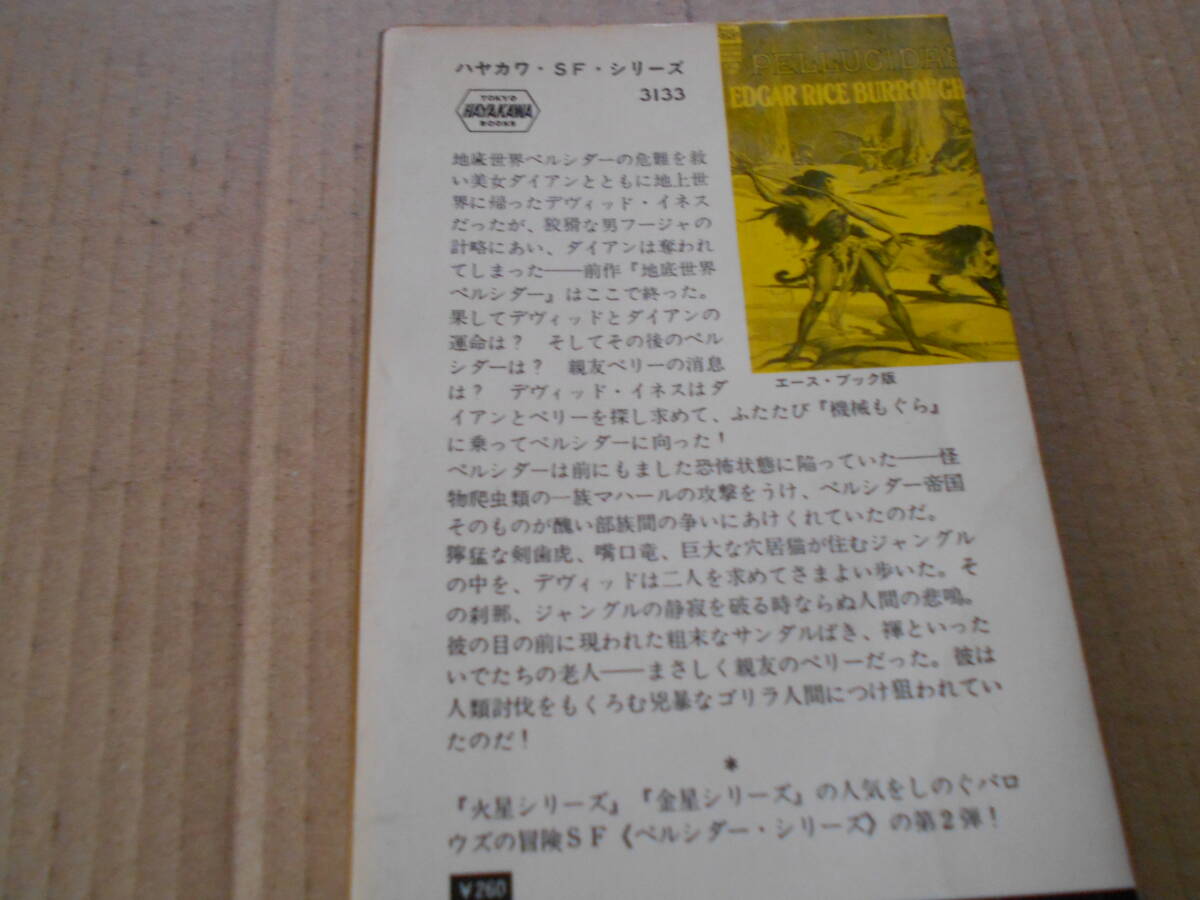 ハヤカワ・SF・シリーズ
3133
TOKYO
HAYAKAWA
BOOKS
PELLUCIDAR
EDGAR RICE BURROUGH
地底世界ペルシダーの危難を救
い美女ダイアンとともに地上世
界に帰ったデヴィッド・イネス
だったが、狡猾な男フージャの
計略にあい、ダイアンは奪われ
てしまった――前作『地底世界
ペルシダー』はここで終った。
果してデヴィッドとダイアンの
運命は？ そしてその後のペル
シダーは？ 親友ペリーの消息
は？ デヴィッド・イネスはダ
イアンとペリーを探し求めて、ふたたび『機械もぐら』
に乗ってペルシダーに向った！
エース・ブック版
ペルシダーは前にもました恐怖状態に陥っていた――怪
物爬虫類の一族マハールの攻撃をうけ、ペルシダー帝国
そのものが醜い部族間の争いにあけくれていたのだ。
獰猛な剣歯虎、嘴口竜、巨大な穴居猫が住むジャングル
の中を、デヴィッドは二人を求めてさまよい歩いた。そ
の刹那、ジャングルの静寂を破る時ならぬ人間の悲鳴。
彼の目の前に現われた粗末なサンダルばき、褌といった
いでたちの老人――まさしく親友のペリーだった。彼は
人類討伐をもくろむ兇暴なゴリラ人間につけ狙われてい
たのだ！
*
『火星シリーズ』『金星シリーズ』の人気をしのぐバロ
ウズの冒険SF《ペルシダー・シリーズ》の第2弾！
¥260